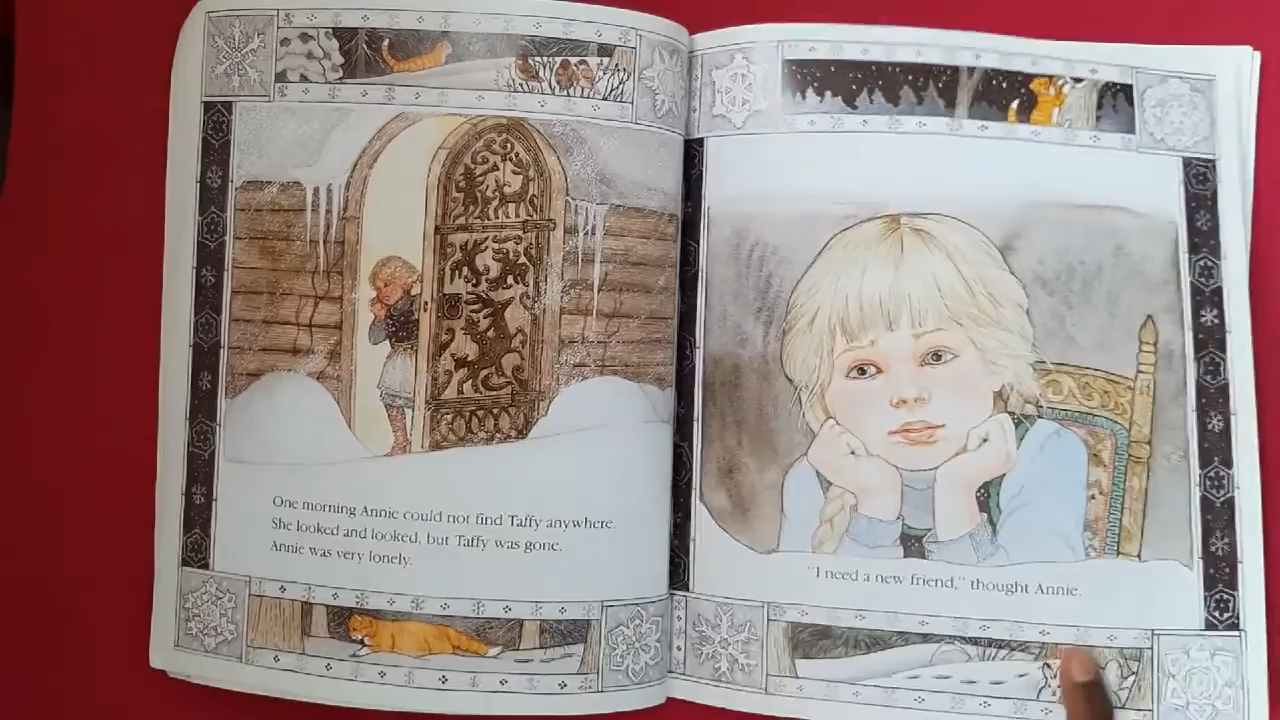 One morning Annie could not find Taffy anywhere.
She looked and looked, but Taffy was gone.
Annie was very lonely.
"I need a new friend," thought Annie.